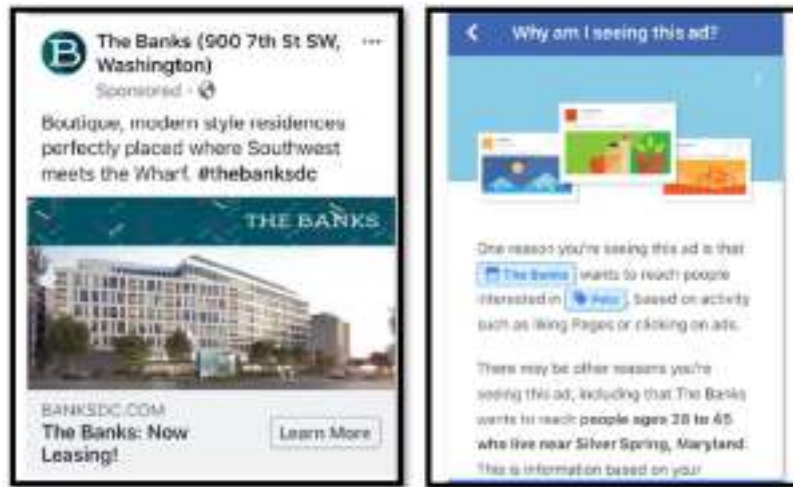 B
The Banks (900 7th St SW, ...
Washington)
Sponsored ·
Boutique, modern style residences
perfectly placed where Southwest
meets the Wharf. #thebanksdc
THE BANKS
BANKSDC.COM
The Banks: Now
Leasing!
Learn More
Why am I seeing this ad?
One reason you're seeing this ad is that
The Banks wants to reach people
interested in Pets, based on activity
such as liking Pages or clicking on ads.
There may be other reasons you're
seeing this ad, including that The Banks
wants to reach people ages 28 to 45
who live near Silver Spring, Maryland.
This is information based on your